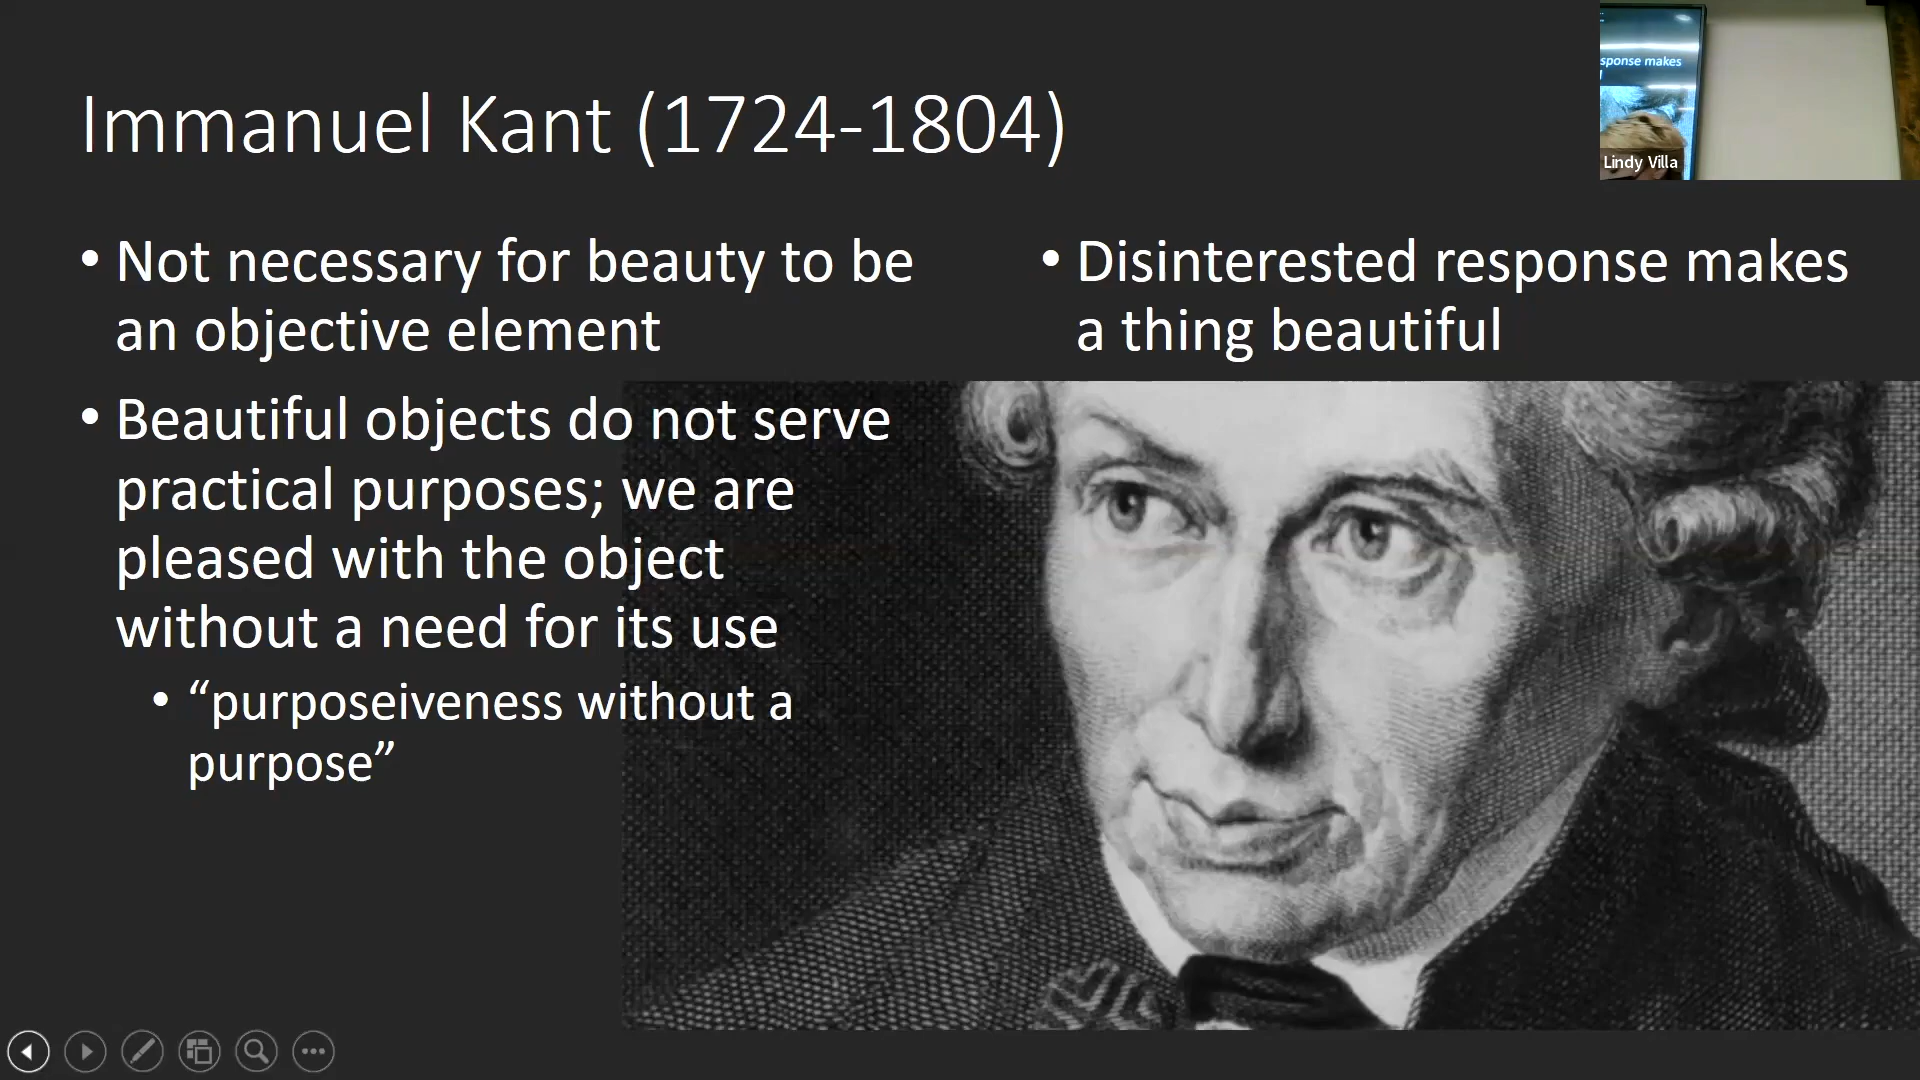 Immanuel Kant (1724-1804)
• Not necessary for beauty to be
an objective element
• Beautiful objects do not serve
practical purposes; we are
pleased with the object
without a need for its use
• “purposeiveness without a
purpose”
• Disinterested response makes
a thing beautiful
sponse makes
Lindy Villa